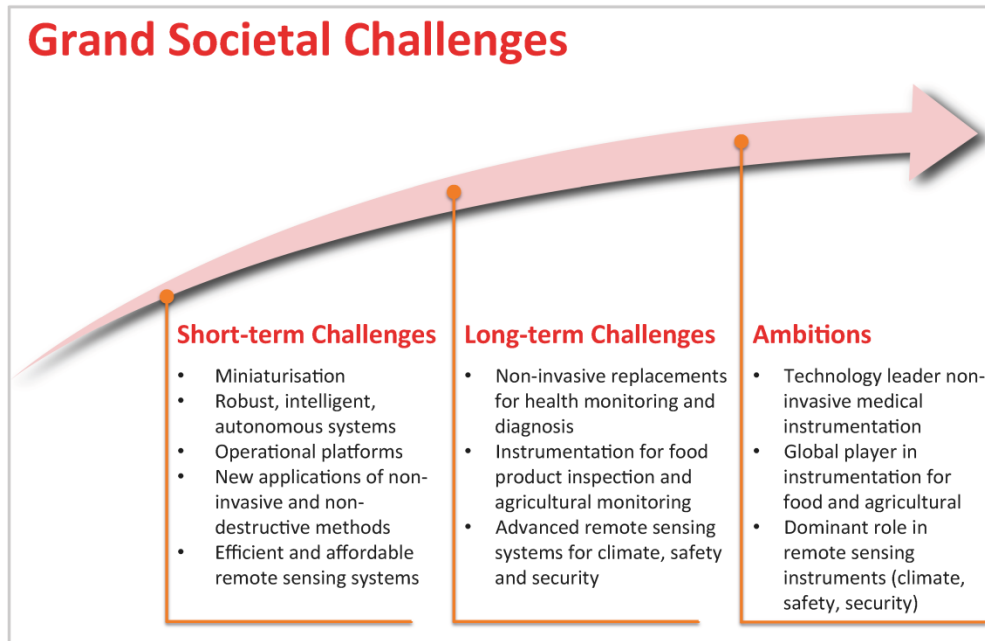 Grand Societal Challenges
Short-term Challenges
• Miniaturisation
• Robust, intelligent,
autonomous systems
• Operational platforms
• New applications of non-
invasive and non-
destructive methods
• Efficient and affordable
remote sensing systems
Long-term Challenges
• Non-invasive replacements
for health monitoring and
diagnosis
• Instrumentation for food
product inspection and
agricultural monitoring
• Advanced remote sensing
systems for climate, safety
and security
Ambitions
• Technology leader non-
invasive medical
instrumentation
• Global player in
instrumentation for
food and agricultural
• Dominant role in
remote sensing
instruments (climate,
safety, security)